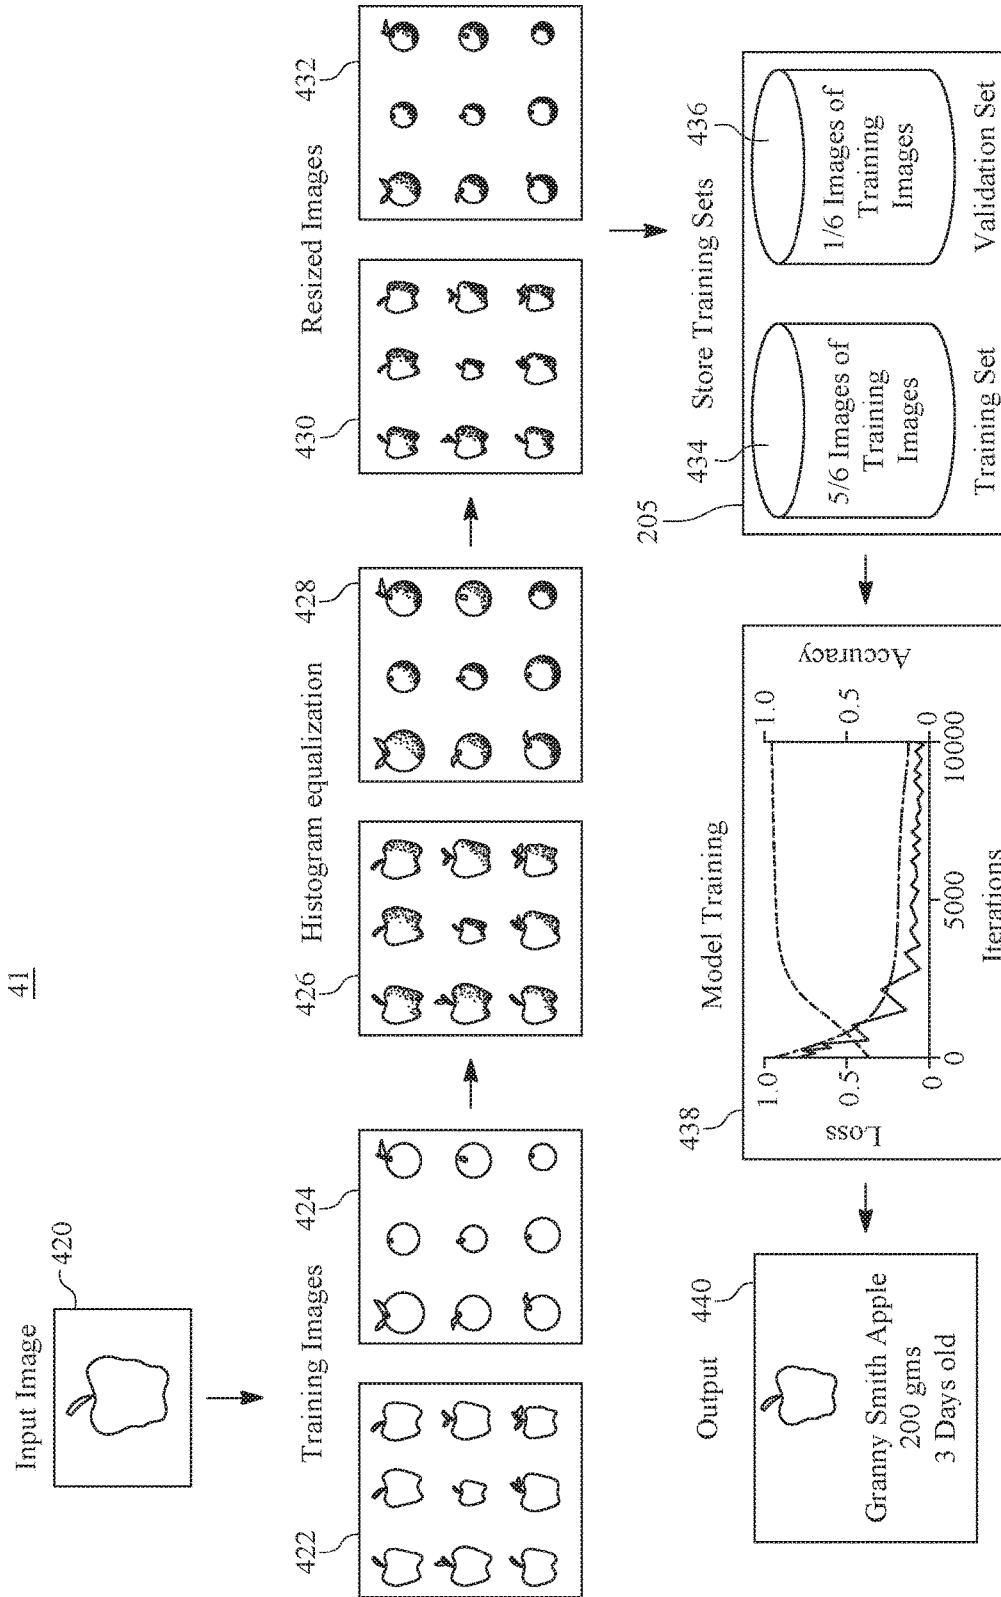 41
Input Image
420
Training Images
422
424
Histogram equalization
426
428
Resized Images
430
432
Store Training Sets
205
434
436
5/6 Images of
Training
Images
Training Set
1/6 Images of
Training
Images
Validation Set
Model Training
438
Loss
1.0
0.5
0
Accuracy
1.0
0.5
0
0
5000
10000
Iterations
Output
440
Granny Smith Apple
200 gms
3 Days old